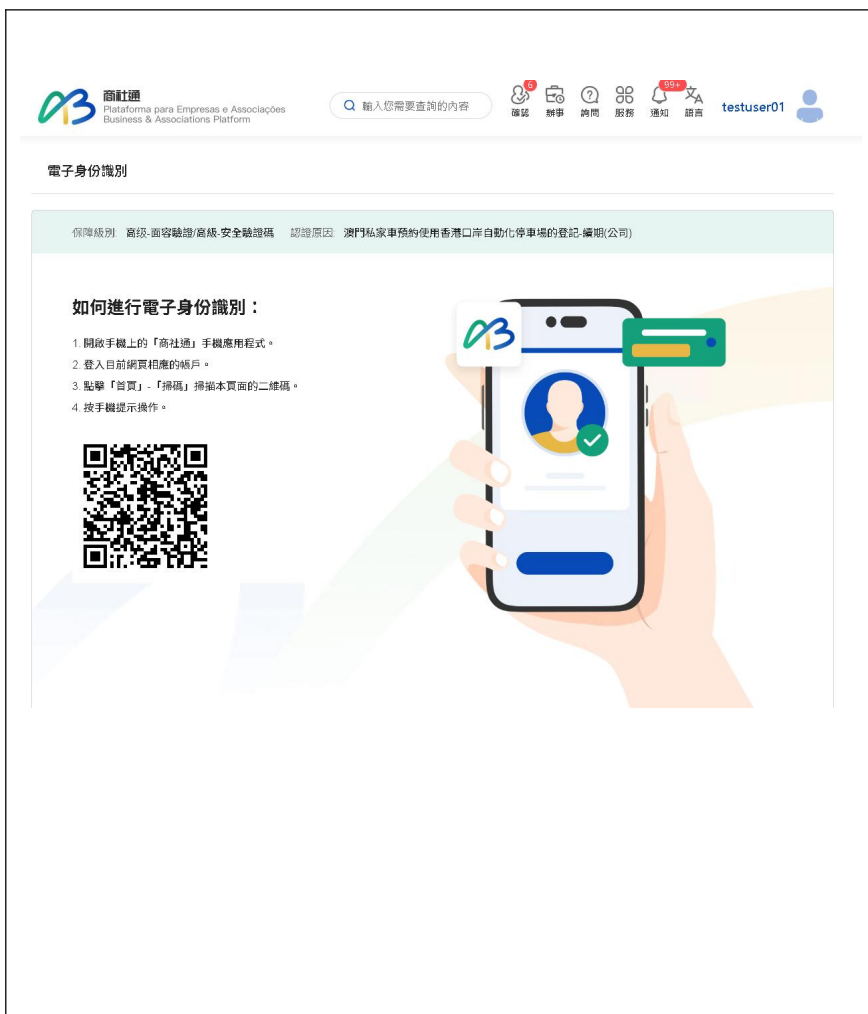 商社通
Plataforma para Empresas e Associações
Business & Associations Platform
輸入您需要查詢的內容
6
確認
辦事
詢問
服務
99+
通知
語言
testuser01
電子身份識別
保障級別 高级-面容驗證/高級-安全驗證碼 認證原因 澳門私家車預約使用香港口岸自動化停車場的登記-續期(公司)
如何進行電子身份識別：
1. 開啟手機上的「商社通」手機應用程式。
2. 登入目前網頁相應的帳戶。
3. 點擊「首頁」-「掃碼」掃描本頁面的二維碼。
4. 按手機提示操作。